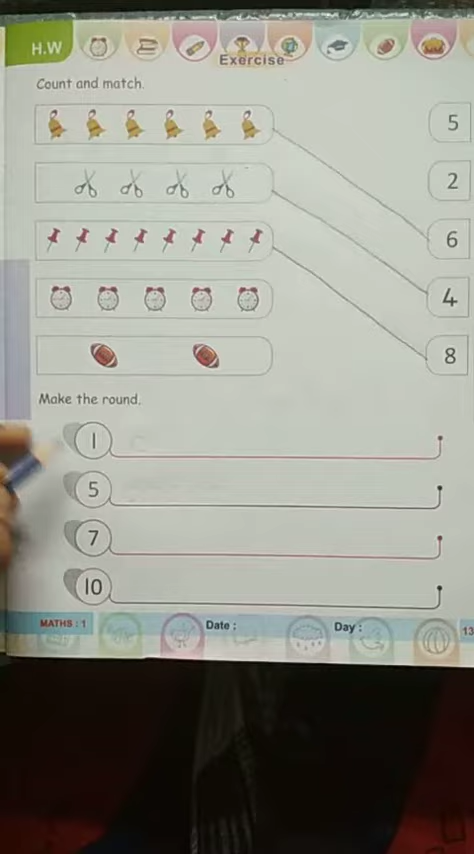 H.W
Exercise
Count and match.
5
2
6
4
8
Make the round.
1
5
7
10
MATHS : 1 Date : Day : 13